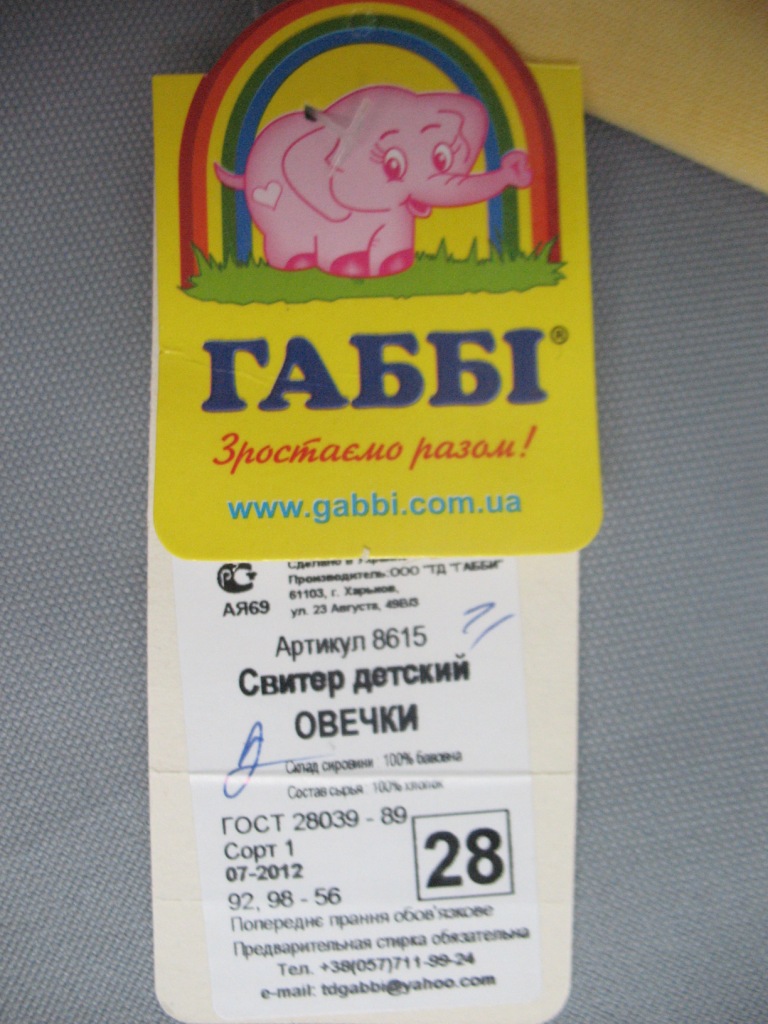 ГАББІ®
Зростаємо разом!
www.gabbi.com.ua
Сделано в
Производитель:ООО "ТД "ГАББИ"
61103, г. Харьков,
АЯ69
ул. 23 Августа, 49В/3
Артикул 8615
Свитер детский
ОВЕЧКИ
Склад сировини : 100% бавовна
Состав сырья : 100% хлопок
ГОСТ 28039 - 89
Сорт 1
07-2012
28
92, 98 - 56
Попереднє прання обов'язкове
Предварительная стирка обязательна
Тел. +38(057)711-99-24
e-mail: tdgabbi@yahoo.com